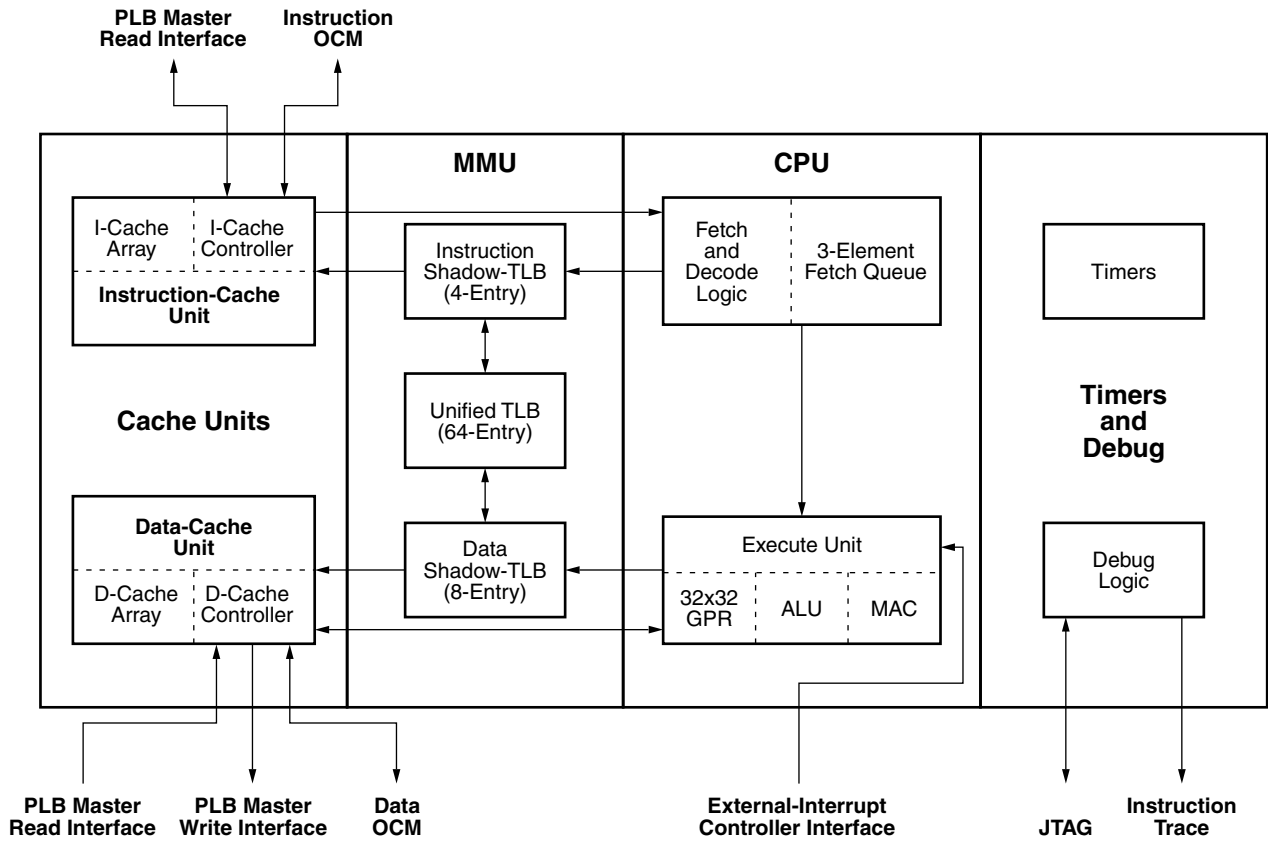 PLB Master
Read Interface
Instruction
OCM
MMU
CPU
I-Cache
Array
I-Cache
Controller
Instruction-Cache
Unit
Instruction
Shadow-TLB
(4-Entry)
Fetch
and
Decode
Logic
3-Element
Fetch Queue
Timers
Cache Units
Unified TLB
(64-Entry)
Timers
and
Debug
Data-Cache
Unit
D-Cache
Array
D-Cache
Controller
Data
Shadow-TLB
(8-Entry)
Execute Unit
32x32
GPR
ALU
MAC
Debug
Logic
PLB Master
Read Interface
PLB Master
Write Interface
Data
OCM
External-Interrupt
Controller Interface
JTAG
Instruction
Trace